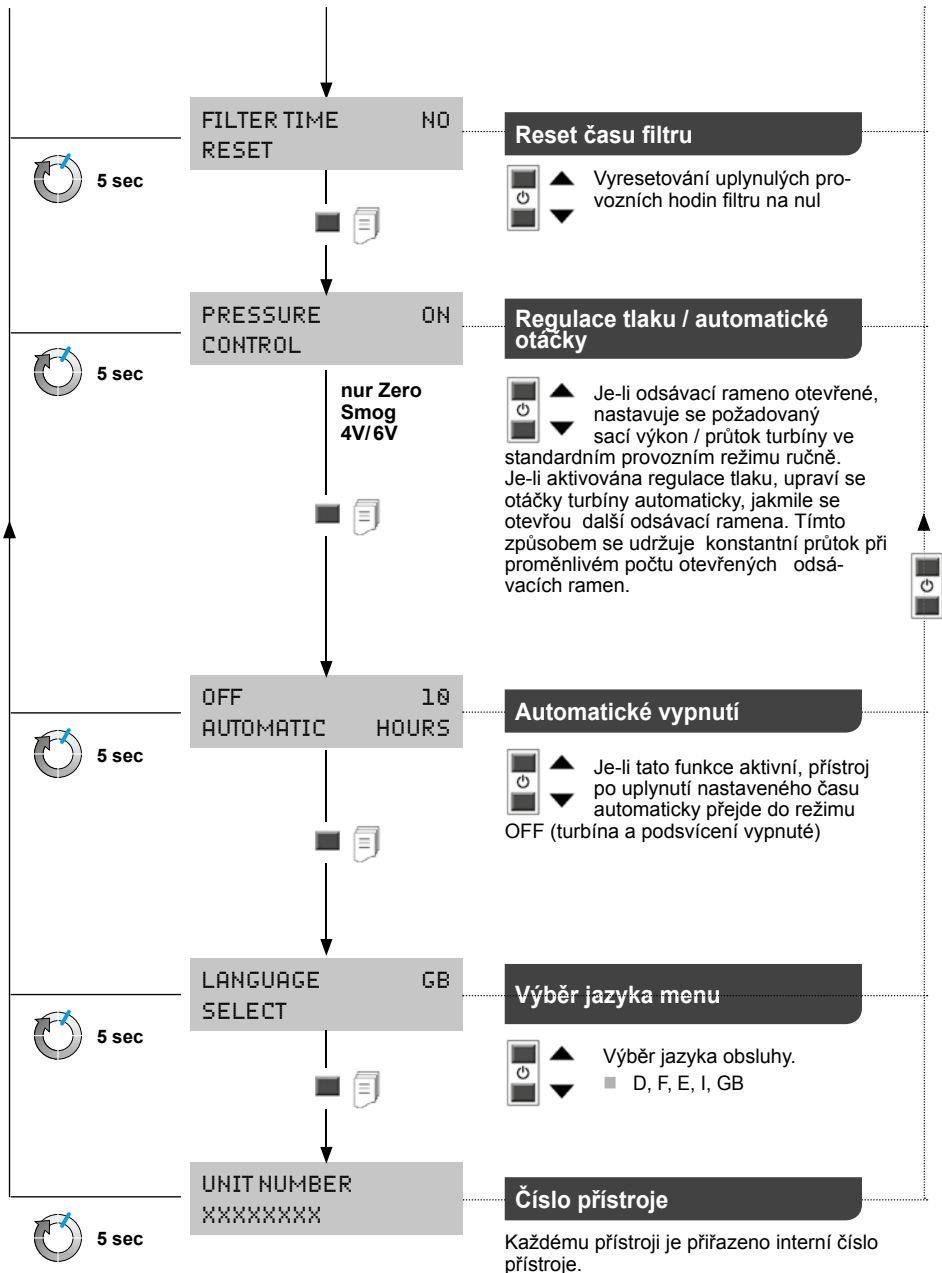 FILTER TIME NO
RESET
5 sec
Reset času filtru
Vyresetování uplynulých pro-
vozních hodin filtru na nul
PRESSURE ON
CONTROL
5 sec
nur Zero
Smog
4V/6V
Regulace tlaku / automatické
otáčky
Je-li odsávací rameno otevřené,
nastavuje se požadovaný
sací výkon / průtok turbíny ve
standardním provozním režimu ručně.
Je-li aktivována regulace tlaku, upraví se
otáčky turbíny automaticky, jakmile se
otevřou další odsávací ramena. Tímto
způsobem se udržuje konstantní průtok při
proměnlivém počtu otevřených odsá-
vacích ramen.
OFF 10
AUTOMATIC HOURS
5 sec
Automatické vypnutí
Je-li tato funkce aktivní, přístroj
po uplynutí nastaveného času
automaticky přejde do režimu
OFF (turbína a podsvícení vypnuté)
LANGUAGE GB
SELECT
5 sec
Výběr jazyka menu
Výběr jazyka obsluhy.
D, F, E, I, GB
UNIT NUMBER
XXXXXXXX
5 sec
Číslo přístroje
Každému přístroji je přiřazeno interní číslo
přístroje.